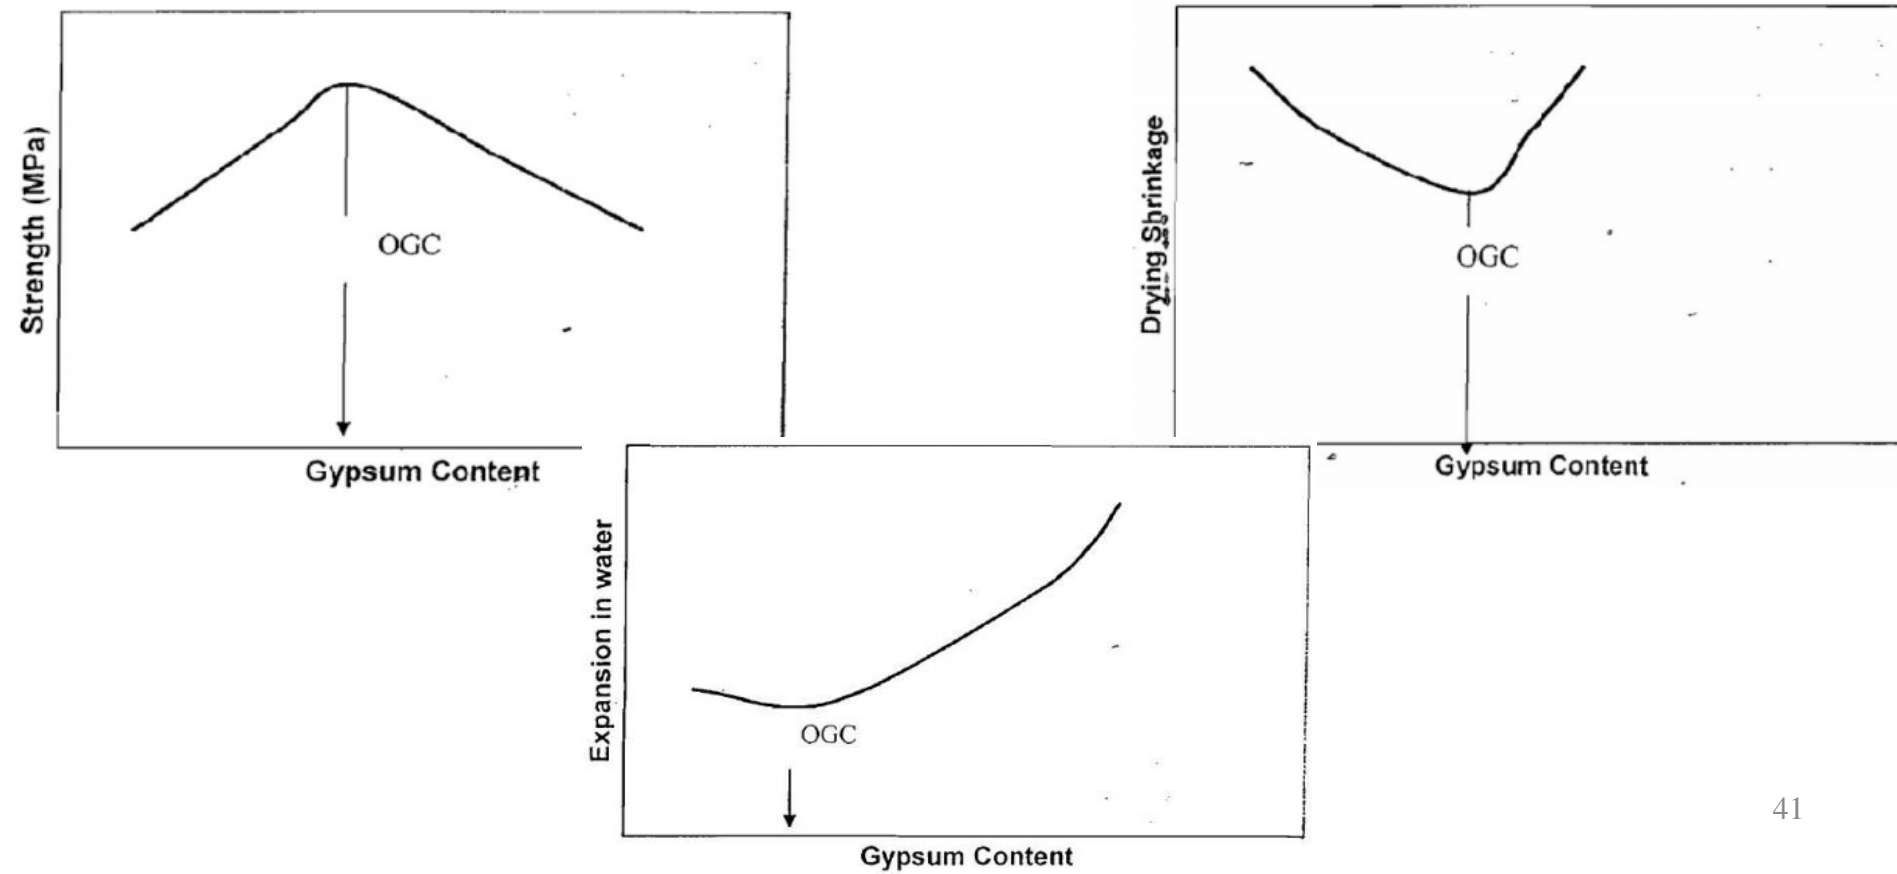 Strength (MPa)
OGC
Gypsum Content
Drying Shrinkage
OGC
Gypsum Content
Expansion in water
OGC
Gypsum Content
41